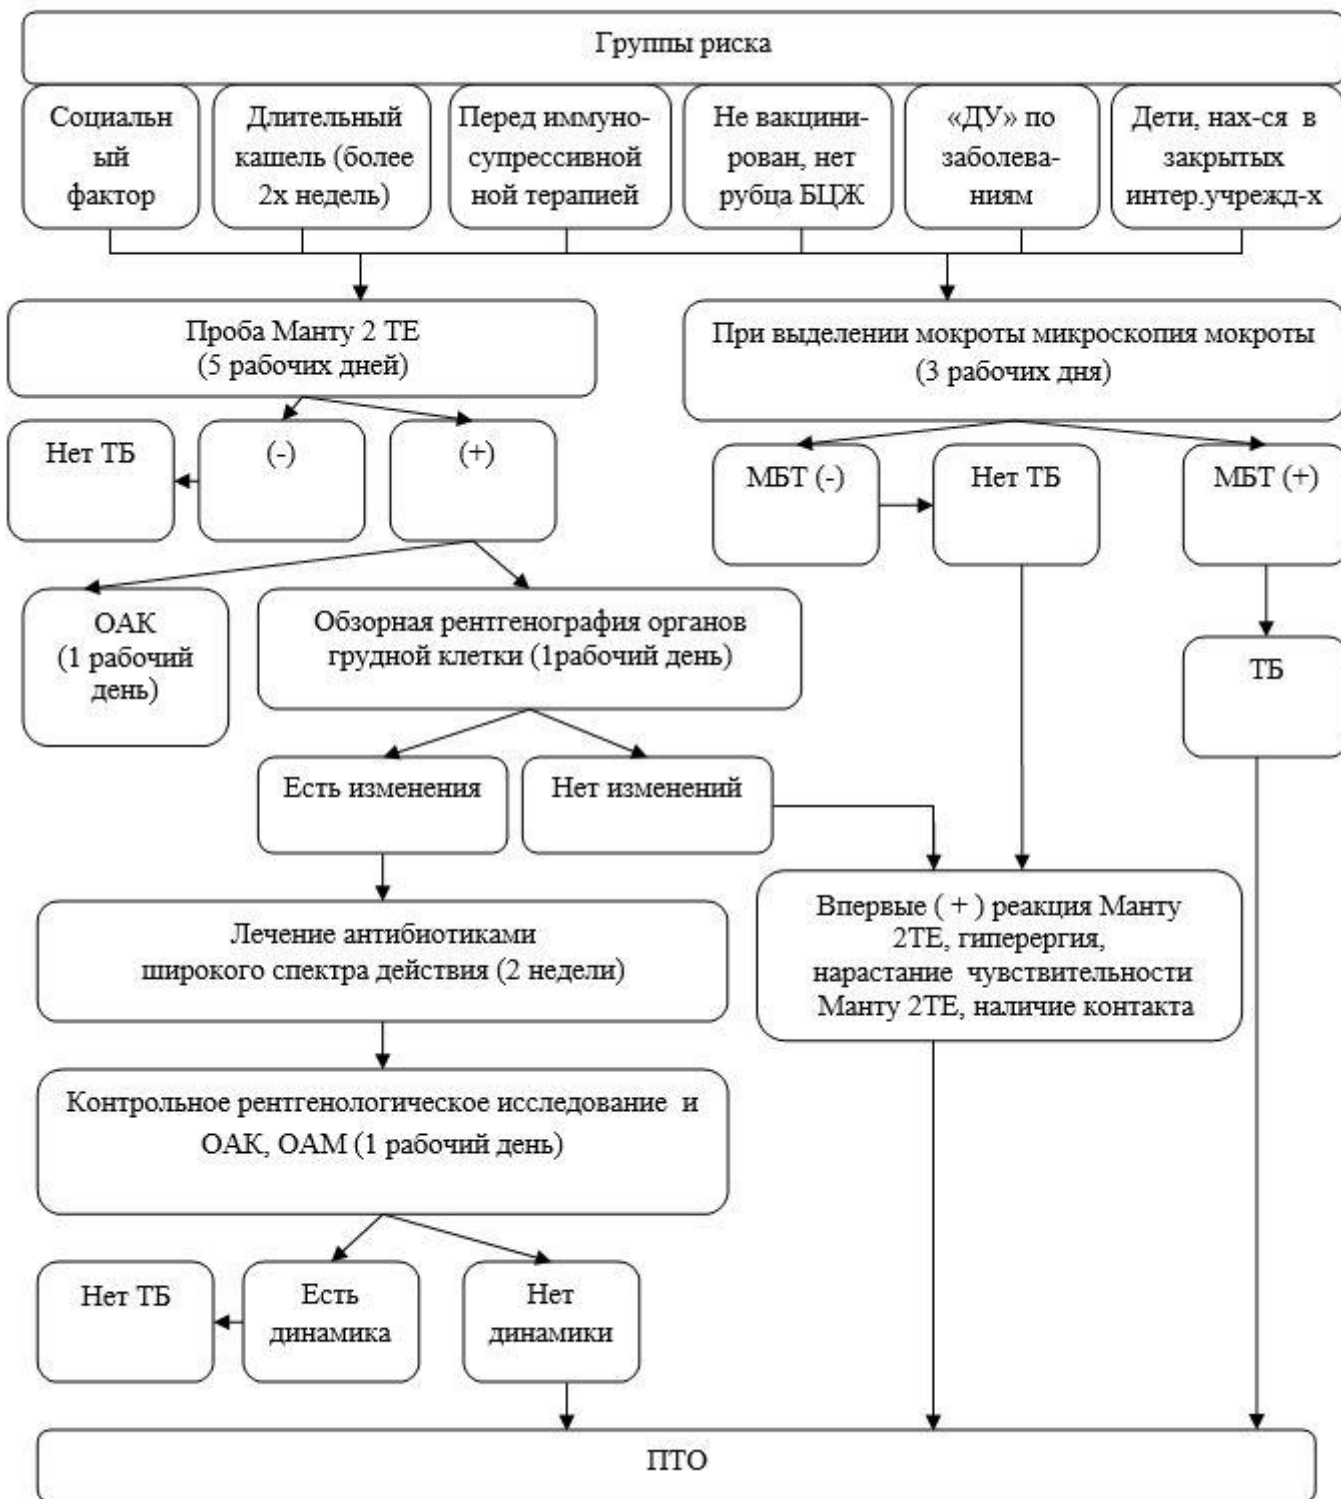 Группы риска
Социальн
ый
фактор
Длительный
кашель (более
2х недель)
Перед иммуно-
супрессивной
ной терапией
Не вакцини-
рован, нет
рубца БЦЖ
«ДУ» по
заболева-
ниям
Дети, нах-ся в
закрытых
интер.учрежд-х
Проба Манту 2 ТЕ
(5 рабочих дней)
При выделении мокроты микроскопия мокроты
(3 рабочих дня)
Нет ТБ
(-)
(+)
МБТ (-)
Нет ТБ
МБТ (+)
ОАК
(1 рабочий
день)
Обзорная рентгенография органов
грудной клетки (1рабочий день)
ТБ
Есть изменения
Нет изменений
Лечение антибиотиками
широкого спектра действия (2 недели)
Впервые ( + ) реакция Манту
2ТЕ, гиперергия,
нарастание чувствительности
Манту 2ТЕ, наличие контакта
Контрольное рентгенологическое исследование и
ОАК, ОАМ (1 рабочий день)
Нет ТБ
Есть
динамика
Нет
динамики
ПТО